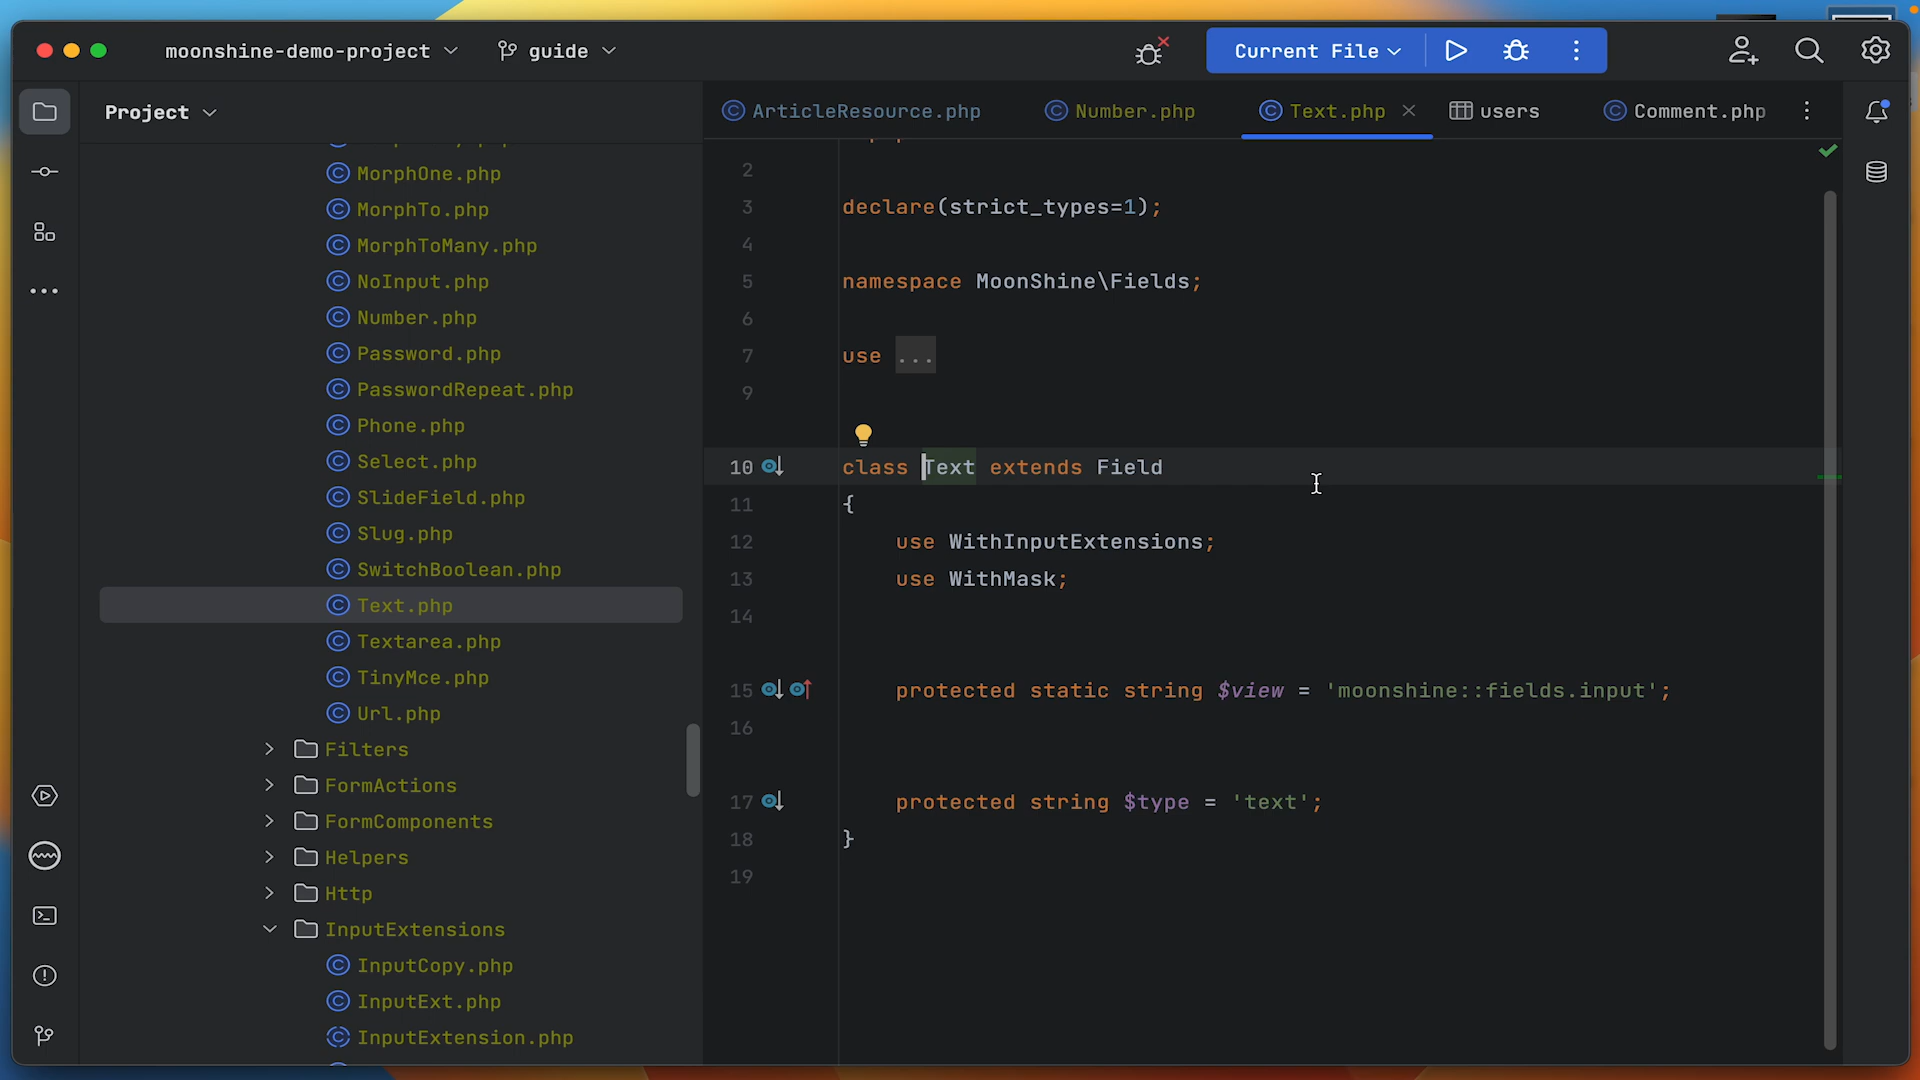 moonshine-demo-project
guide
Current File
Project
ArticleResource.php
Number.php
Text.php
users
Comment.php
MorphOne.php
MorphTo.php
MorphToMany.php
NoInput.php
Number.php
Password.php
PasswordRepeat.php
Phone.php
Select.php
SlideField.php
Slug.php
SwitchBoolean.php
Text.php
Textarea.php
TinyMce.php
Url.php
Filters
FormActions
FormComponents
Helpers
Http
InputExtensions
InputCopy.php
InputExt.php
InputExtension.php
2
3 declare(strict_types=1);
4
5 namespace MoonShine\Fields;
6
7 use ...
9
10 class Text extends Field
11 {
12 use WithInputExtensions;
13 use WithMask;
14
15 protected static string $view = 'moonshine::fields.input';
16
17 protected string $type = 'text';
18 }
19